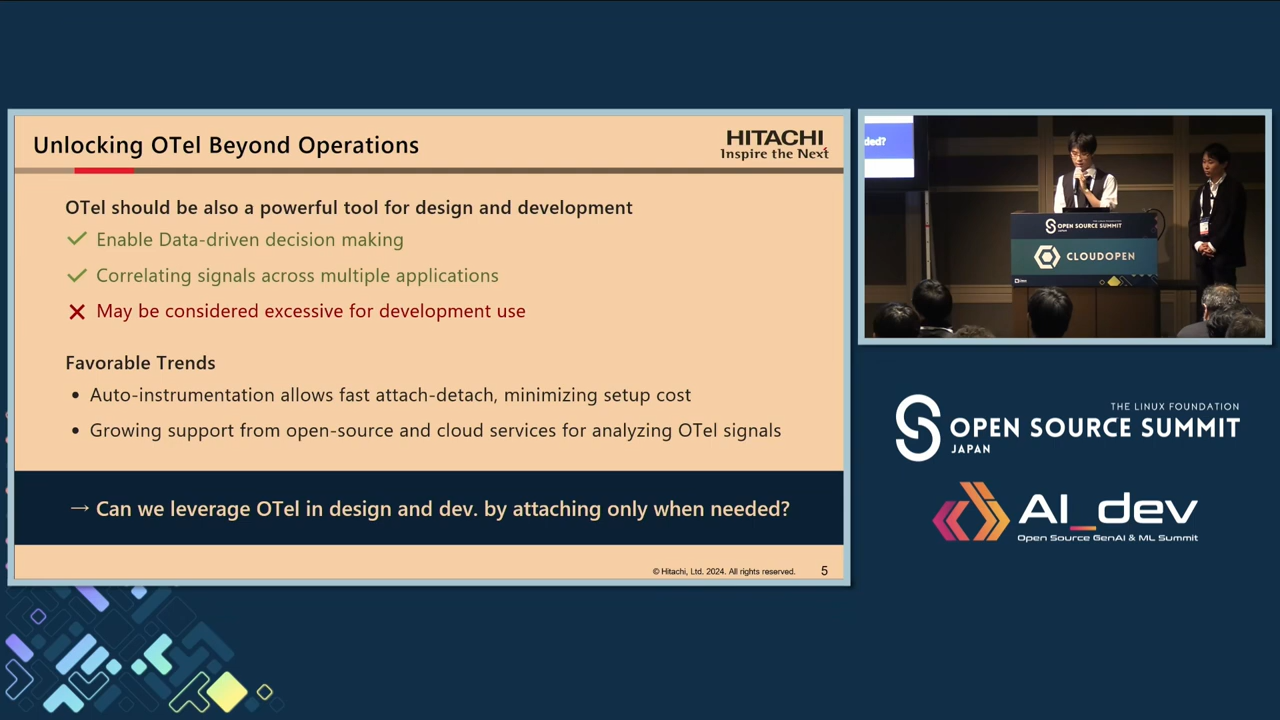 Unlocking OTel Beyond Operations
HITACHI
Inspire the Next
OTel should be also a powerful tool for design and development
Enable Data-driven decision making
Correlating signals across multiple applications
May be considered excessive for development use
Favorable Trends
• Auto-instrumentation allows fast attach-detach, minimizing setup cost
• Growing support from open-source and cloud services for analyzing OTel signals
→ Can we leverage OTel in design and dev. by attaching only when needed?
© Hitachi, Ltd. 2024. All rights reserved.
5
ded?
OPEN SOURCE SUMMIT
CLOUDOPEN
THE LINUX FOUNDATION
OPEN SOURCE SUMMIT
JAPAN
AI_dev
Open Source GenAI & ML Summit